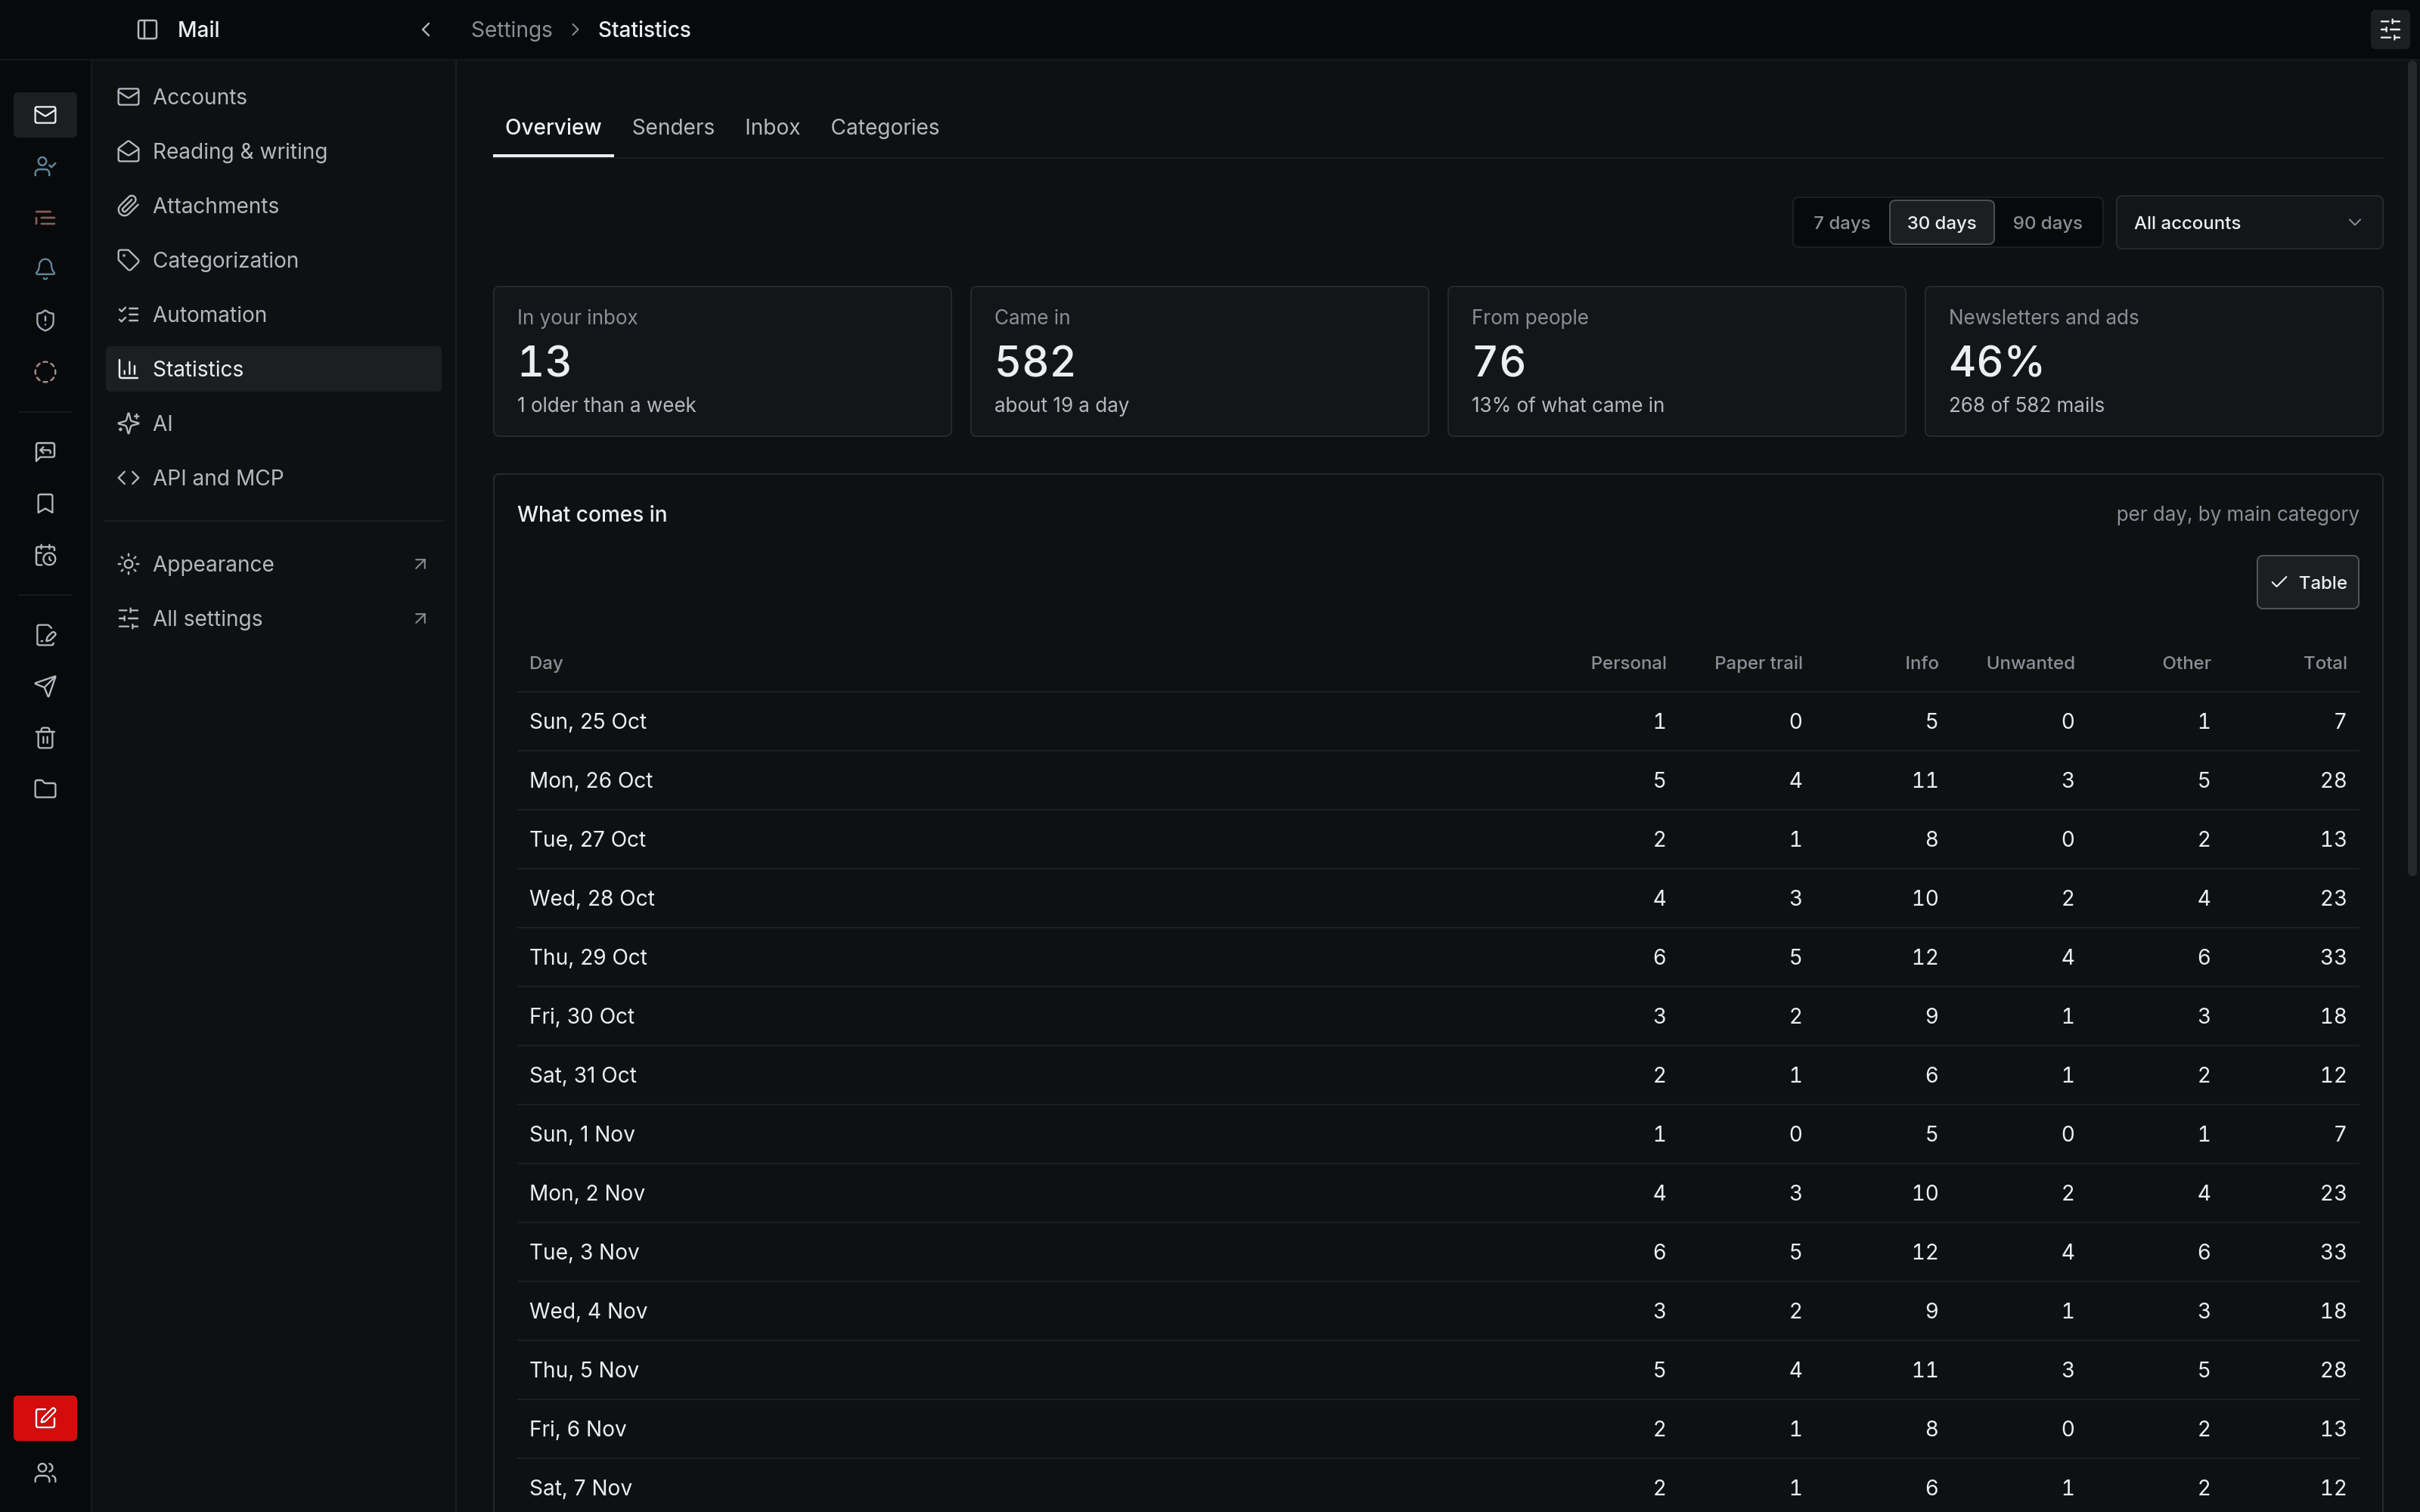 Mail
Settings > Statistics
Accounts
Reading & writing
Attachments
Categorization
Automation
Statistics
AI
API and MCP
Appearance
All settings
Overview Senders Inbox Categories
7 days 30 days 90 days All accounts
In your inbox
13
1 older than a week
Came in
582
about 19 a day
From people
76
13% of what came in
Newsletters and ads
46%
268 of 582 mails
What comes in per day, by main category
Table
Day Personal Paper trail Info Unwanted Other Total
Sun, 25 Oct 1 0 5 0 1 7
Mon, 26 Oct 5 4 11 3 5 28
Tue, 27 Oct 2 1 8 0 2 13
Wed, 28 Oct 4 3 10 2 4 23
Thu, 29 Oct 6 5 12 4 6 33
Fri, 30 Oct 3 2 9 1 3 18
Sat, 31 Oct 2 1 6 1 2 12
Sun, 1 Nov 1 0 5 0 1 7
Mon, 2 Nov 4 3 10 2 4 23
Tue, 3 Nov 6 5 12 4 6 33
Wed, 4 Nov 3 2 9 1 3 18
Thu, 5 Nov 5 4 11 3 5 28
Fri, 6 Nov 2 1 8 0 2 13
Sat, 7 Nov 2 1 6 1 2 12